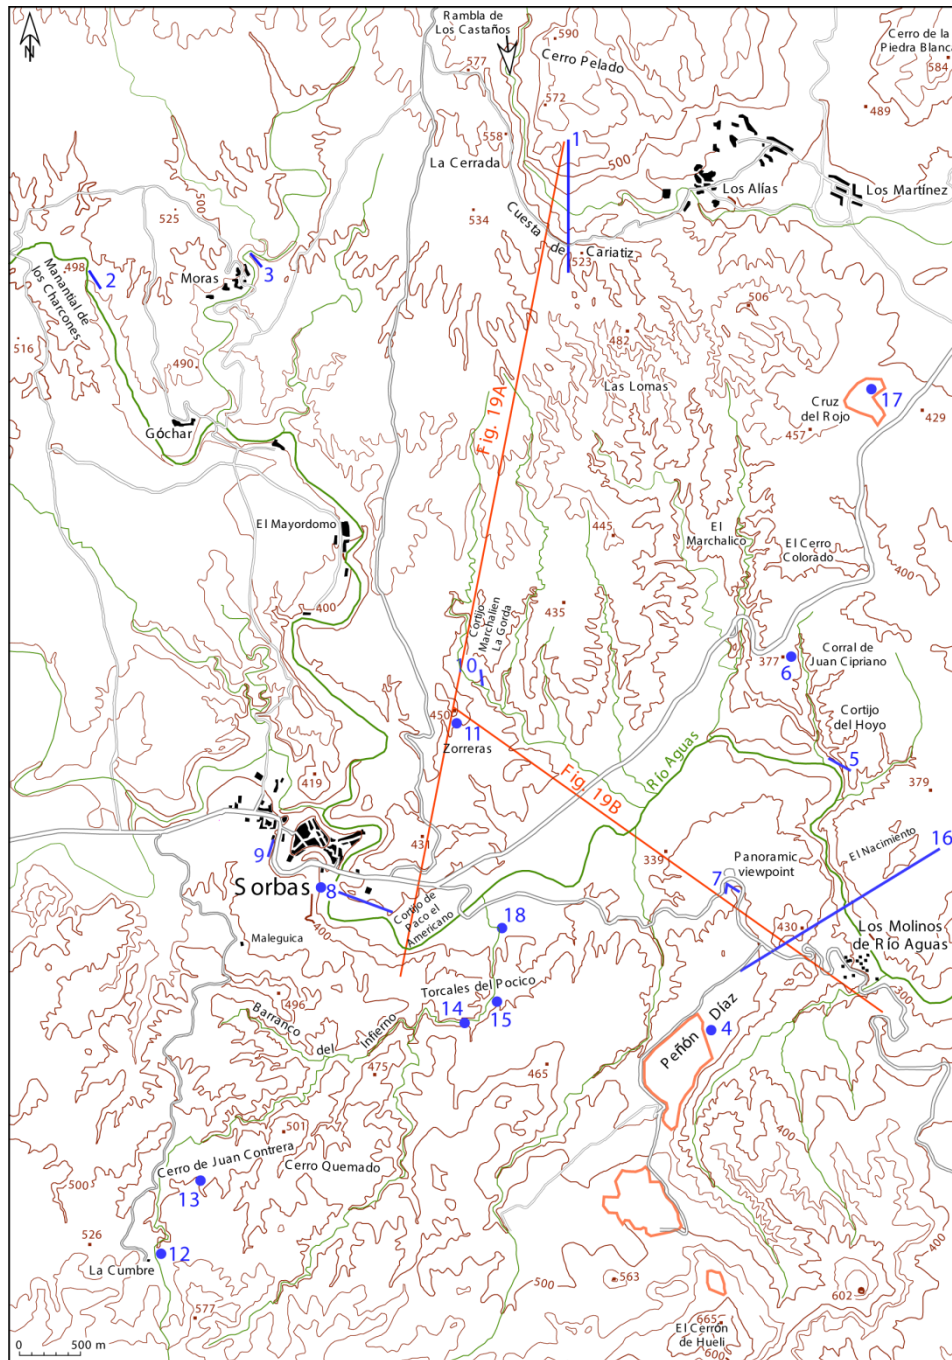 Rambla de
Los Castaños
590
Cerro de la
Piedra Blanca
584
577
Cerro Pelado
572
489
558
1
500
La Cerrada
Los Alías
Los Martínez
500
525
534
Cuesta de
Cariatiz
523
498
Manantial de
los Charcones
2
Moras
3
506
516
482
490
Las Lomas
Fig. 19A
17
Cruz
del Rojo
429
457
Góchar
El Mayordomo
445
El
Marchalico
El Cerro
Colorado
400
400
435
Cortijo
Marchalien
La Gorda
10
377
6
Corral de
Juan Cipriano
450
11
Zorreras
Cortijo
del Hoyo
Río Aguas
5
Fig. 19B
419
379
431
9
339
Panoramic
viewpoint
El Nacimiento
16
Sorbas
8
7
Cortijo de
Paco el
Americano
18
430
Los Molinos
de Río Aguas
Maleguica
400
Torcales del Pocico
496
Barranco
del
Infierno
14
15
300
Peñón
Díaz
4
465
475
501
400
Cerro de Juan Contrera
Cerro Quemado
500
13
526
12
La Cumbre
400
500
563
602
577
665
El Cerrón
de Hueli
600
0
500 m
N